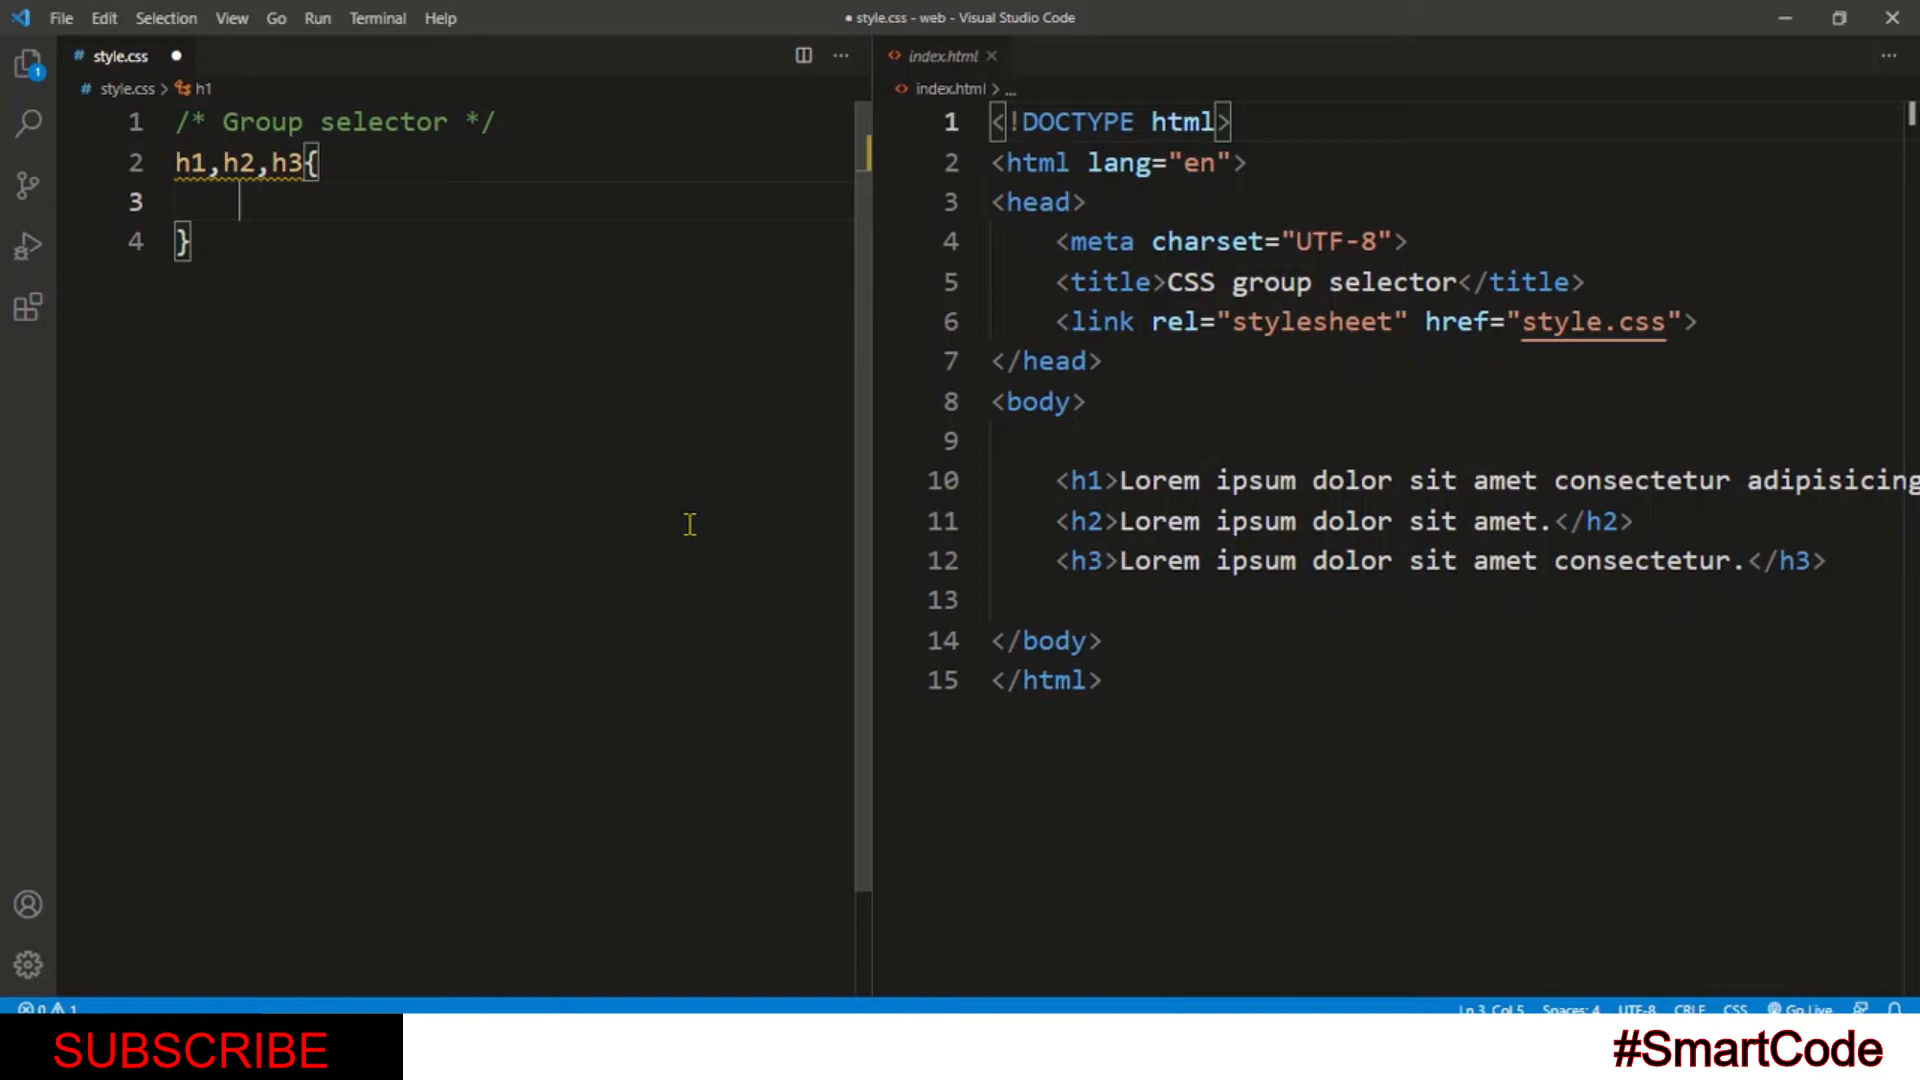 File Edit Selection View Go Run Terminal Help
● style.css - web - Visual Studio Code
# style.css ●
# style.css > h1
1 /* Group selector */
2 h1,h2,h3{
3
4 }
<> index.html ×
<> index.html > ...
1 <!DOCTYPE html>
2 <html lang="en">
3 <head>
4 <meta charset="UTF-8">
5 <title>CSS group selector</title>
6 <link rel="stylesheet" href="style.css">
7 </head>
8 <body>
9
10 <h1>Lorem ipsum dolor sit amet consectetur adipisicing
11 <h2>Lorem ipsum dolor sit amet.</h2>
12 <h3>Lorem ipsum dolor sit amet consectetur.</h3>
13
14 </body>
15 </html>
1
0 1
Ln 3, Col 5 Spaces: 4 UTF-8 CRLF CSS Go Live
SUBSCRIBE
#SmartCode